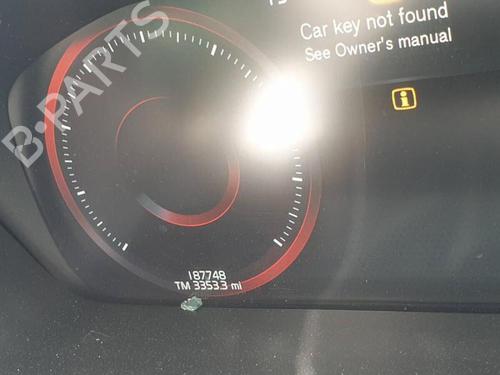 Car key not found
See Owner's manual
B-PARTS
187748
TM 3353.3 mi